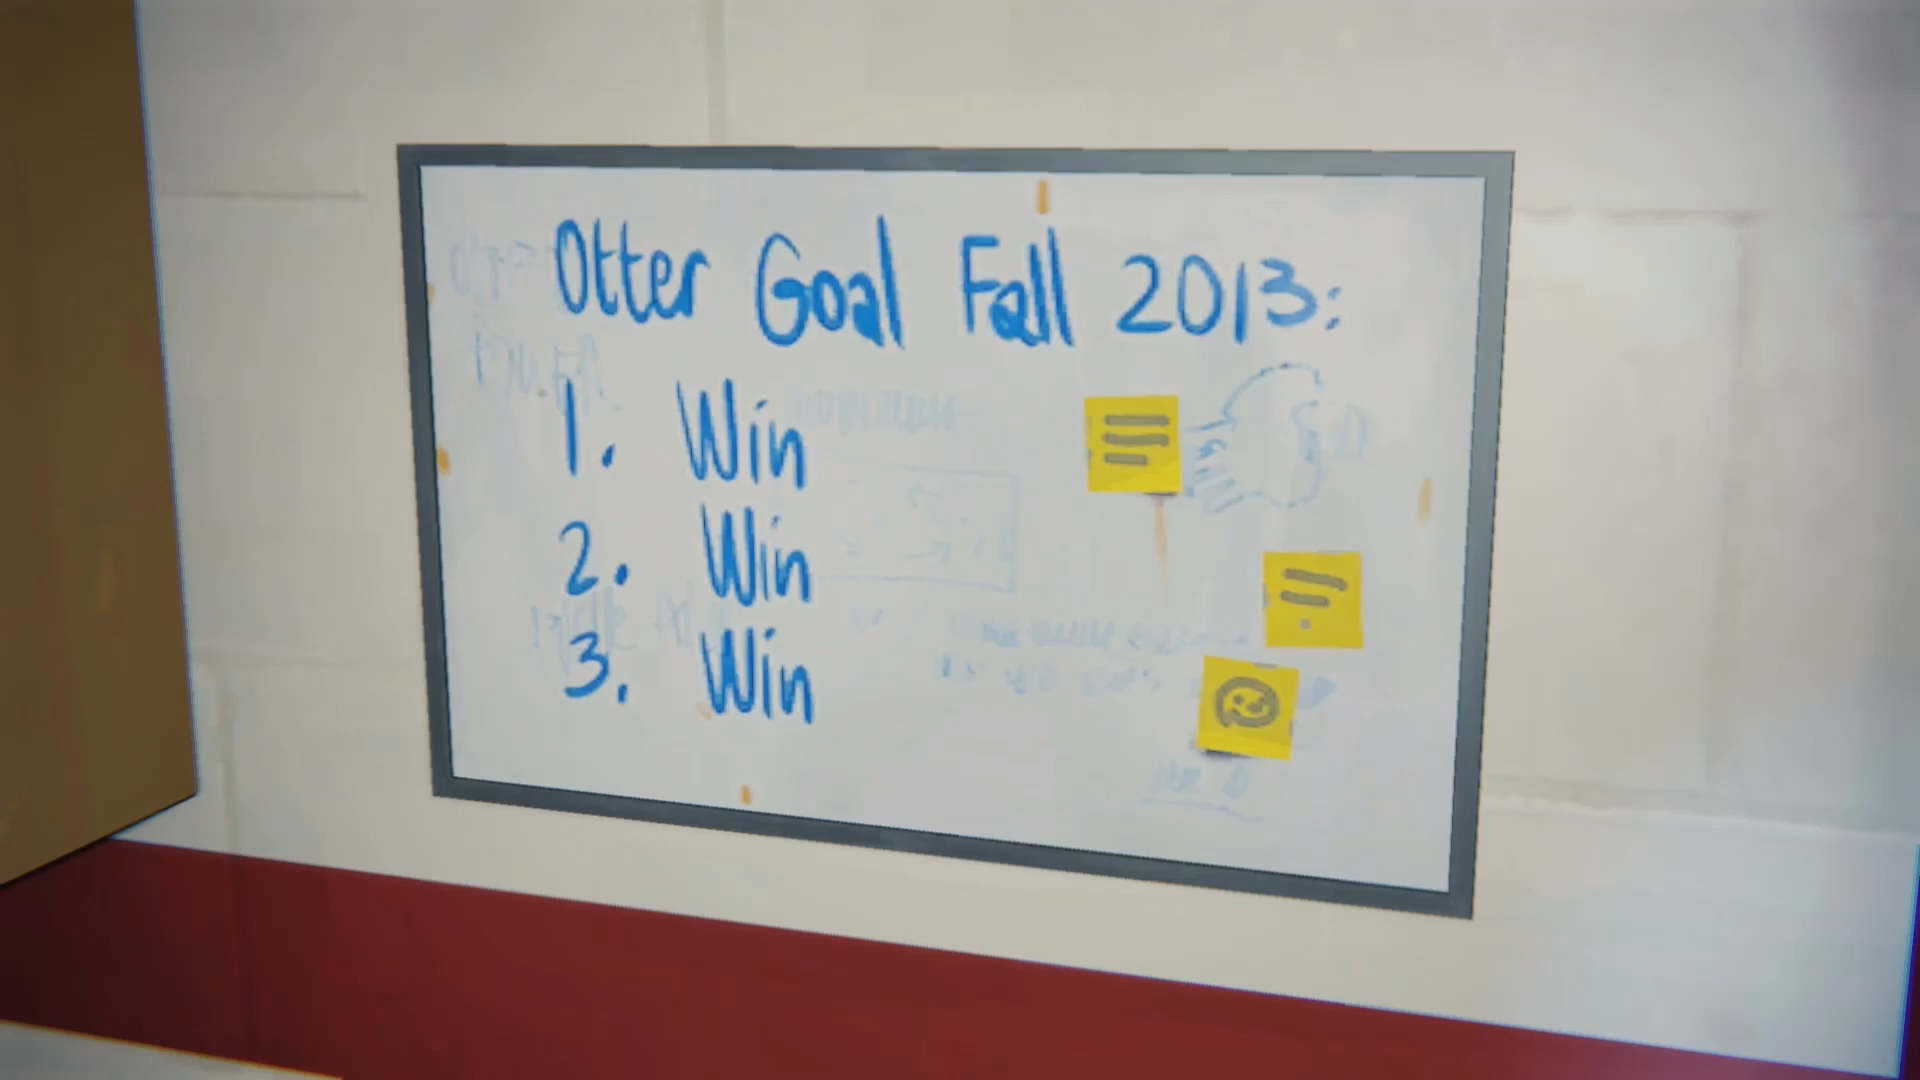 Otter Goal Fall 2013:
1. Win
2. Win
3. Win